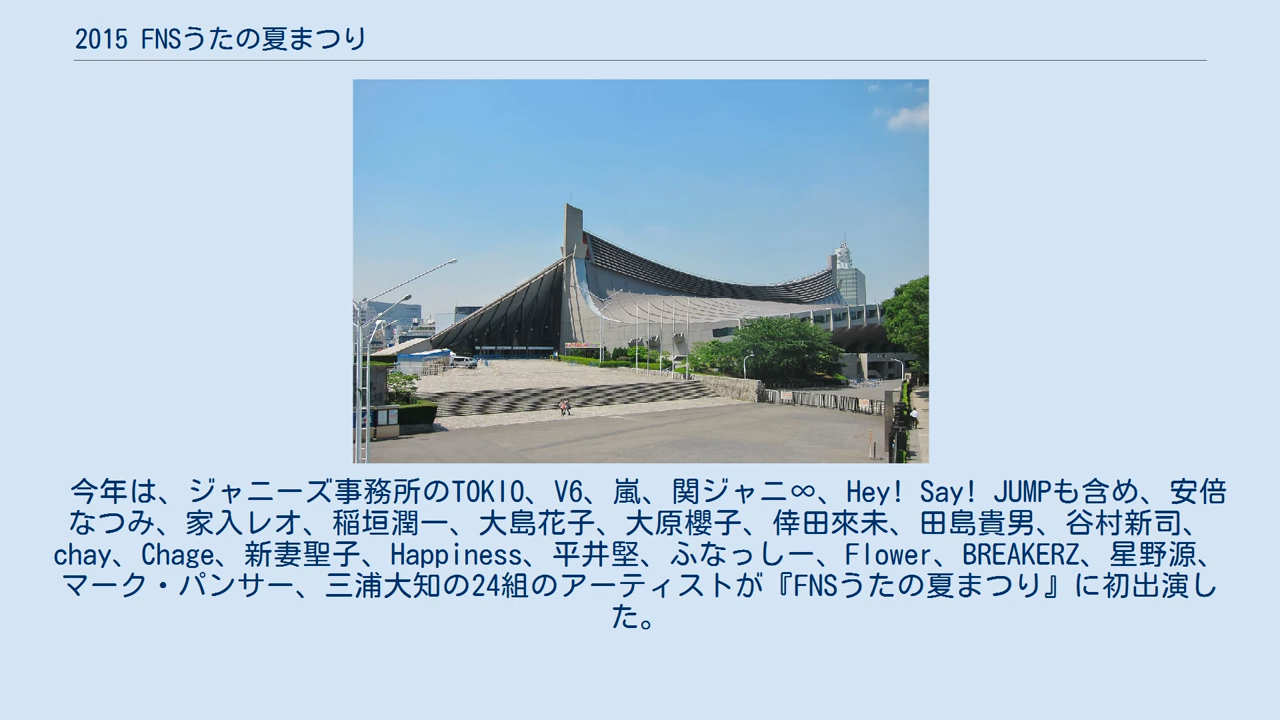 2015 FNSうたの夏まつり
今年は、ジャニーズ事務所のTOKIO、V6、嵐、関ジャニ∞、Hey! Say! JUMPも含め、安倍
なつみ、家入レオ、稲垣潤一、大島花子、大原櫻子、倖田來未、田島貴男、谷村新司、
chay、Chage、新妻聖子、Happiness、平井堅、ふなっしー、Flower、BREAKERZ、星野源、
マーク・パンサー、三浦大知の24組のアーティストが『FNSうたの夏まつり』に初出演し
た。